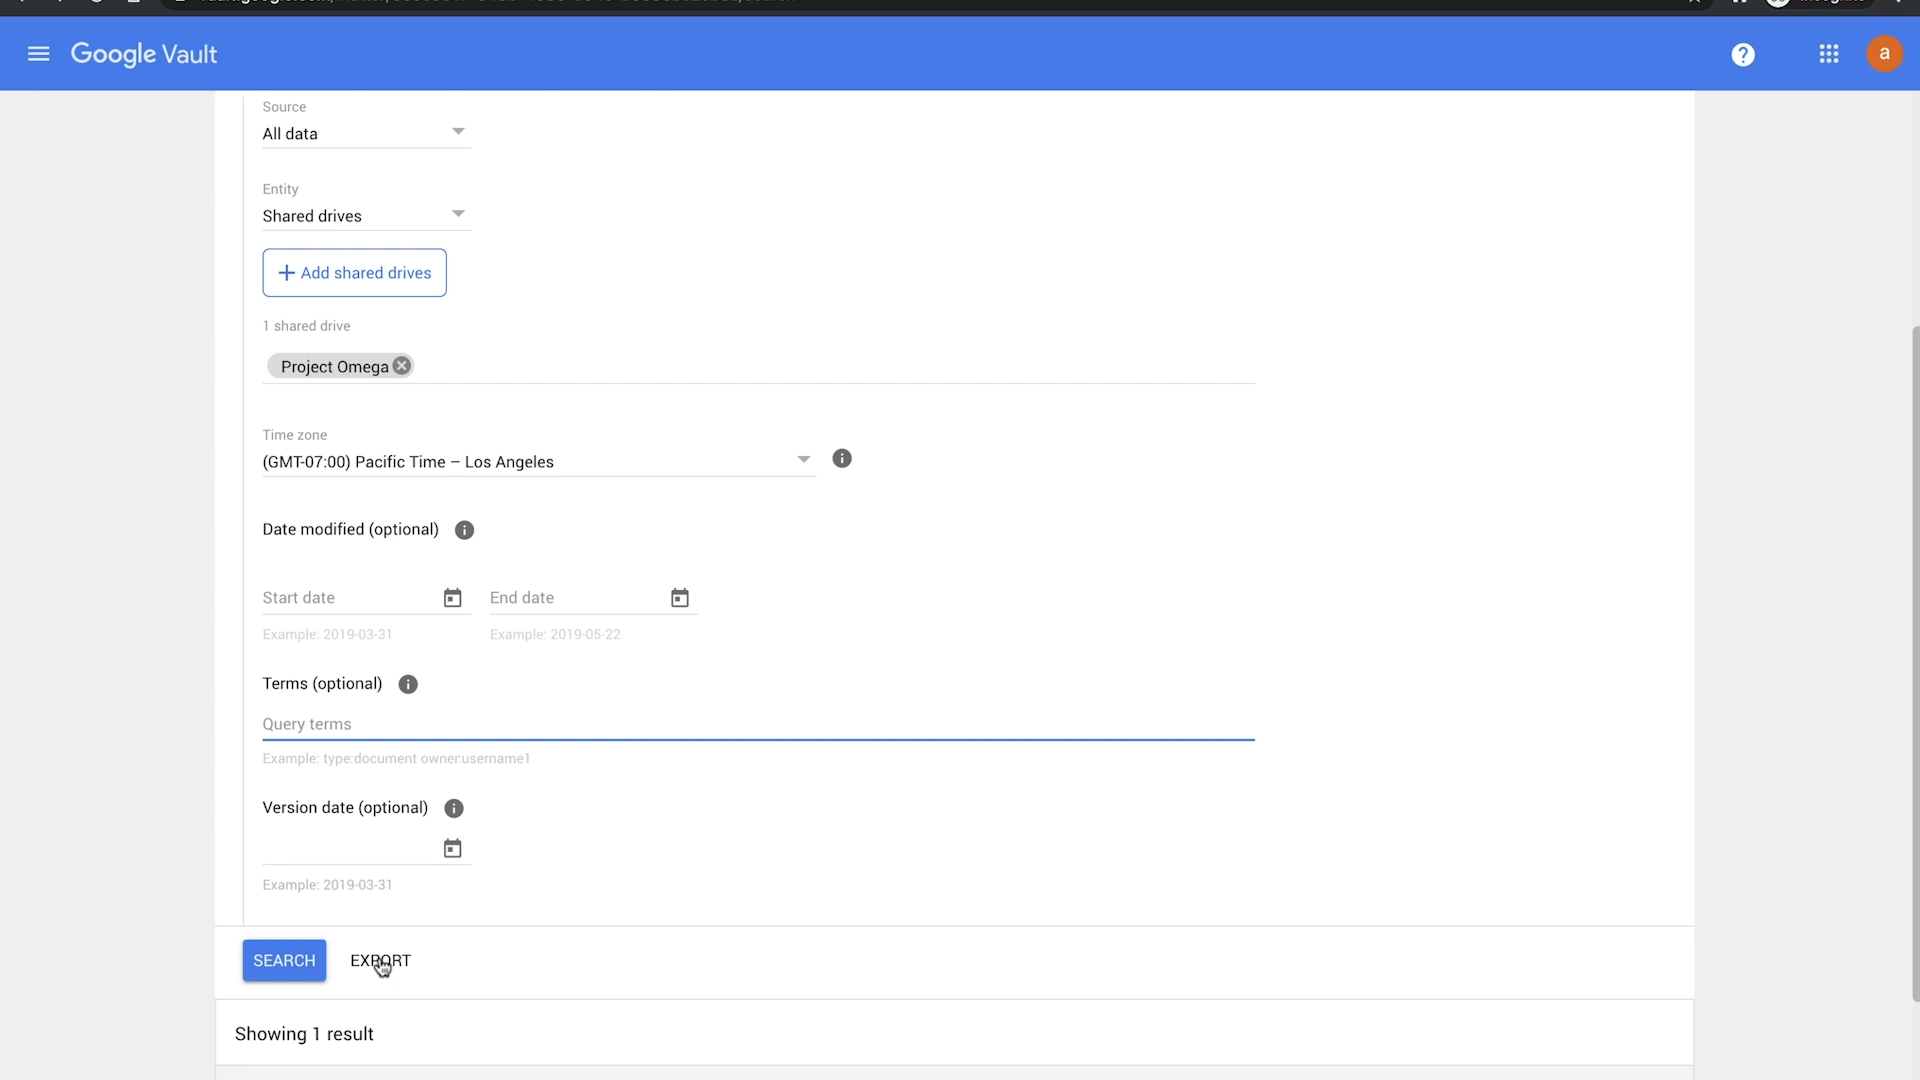 Google Vault
a
Source
All data
Entity
Shared drives
+ Add shared drives
1 shared drive
Project Omega
Time zone
(GMT-07:00) Pacific Time – Los Angeles
Date modified (optional)
Start date
End date
Example: 2019-03-31
Example: 2019-05-22
Terms (optional)
Query terms
Example: type:document owner:username1
Version date (optional)
Example: 2019-03-31
SEARCH
EXPORT
Showing 1 result